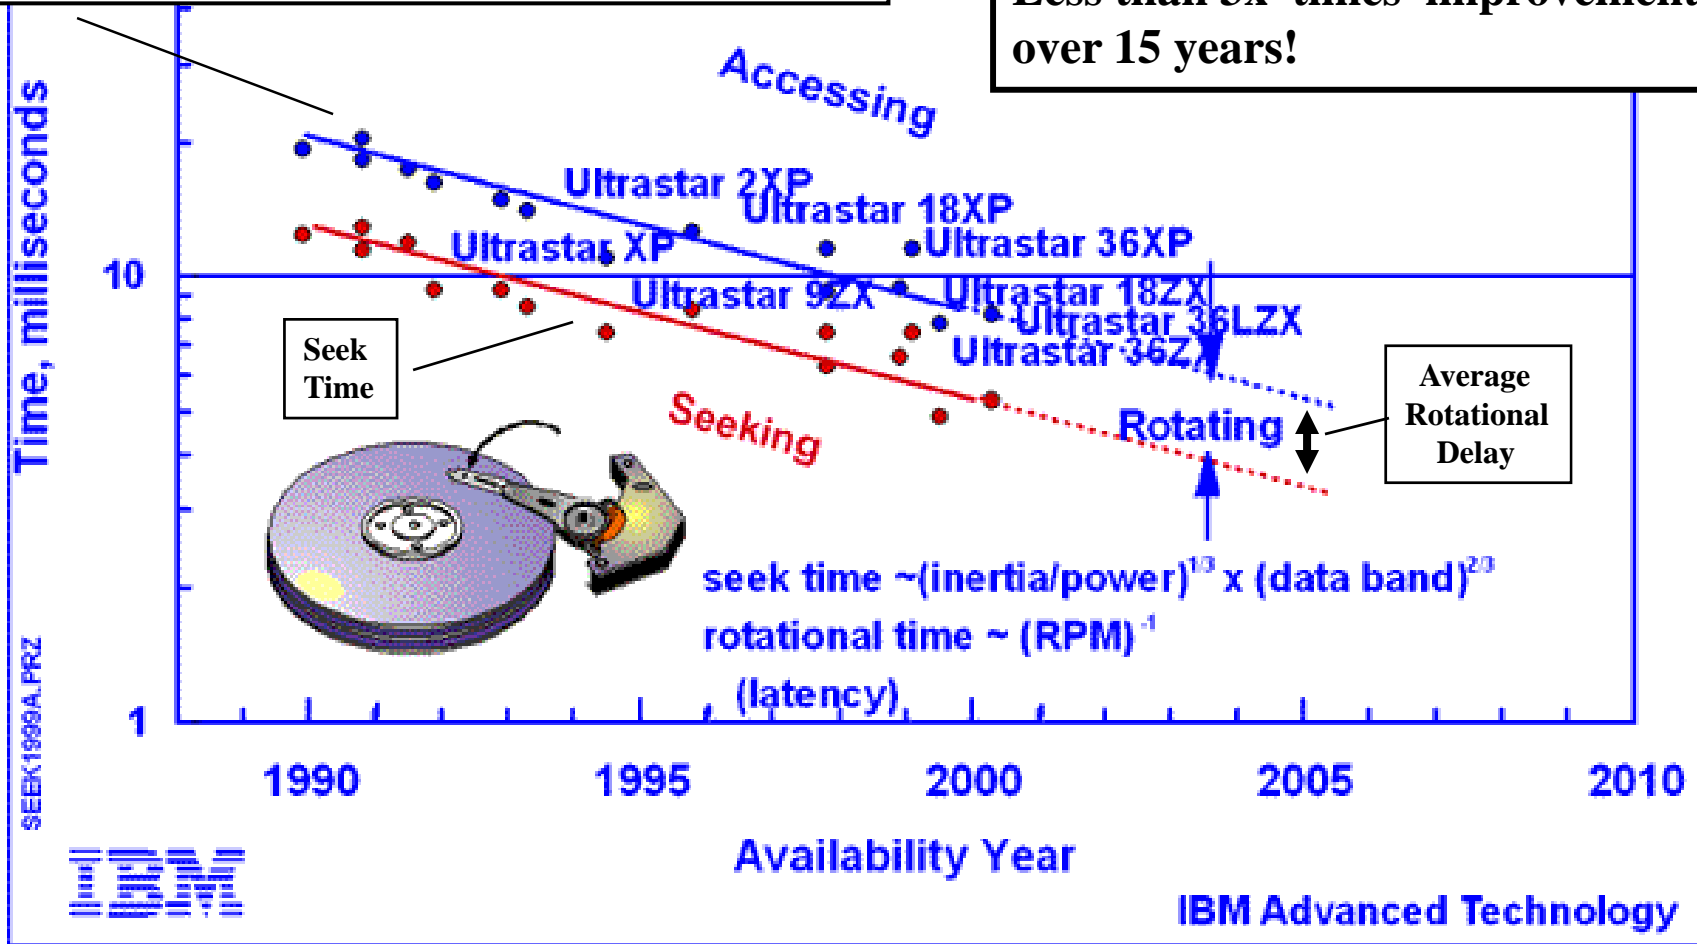 over 15 years!
Accessing
Time, milliseconds
Ultrastar 2XP
Ultrastar 18XP
Ultrastar XP
Ultrastar 36XP
10
Ultrastar 9ZX
Ultrastar 18ZX
Ultrastar 36LZX
Ultrastar 36ZX
Seek
Time
Average
Rotational
Delay
Seeking
Rotating
seek time ~(inertia/power)^1/3 x (data band)^2/3
rotational time ~ (RPM)^-1
(latency)
1
1990
1995
2000
2005
2010
Availability Year
SEEK1999A.PRZ
IBM
IBM Advanced Technology